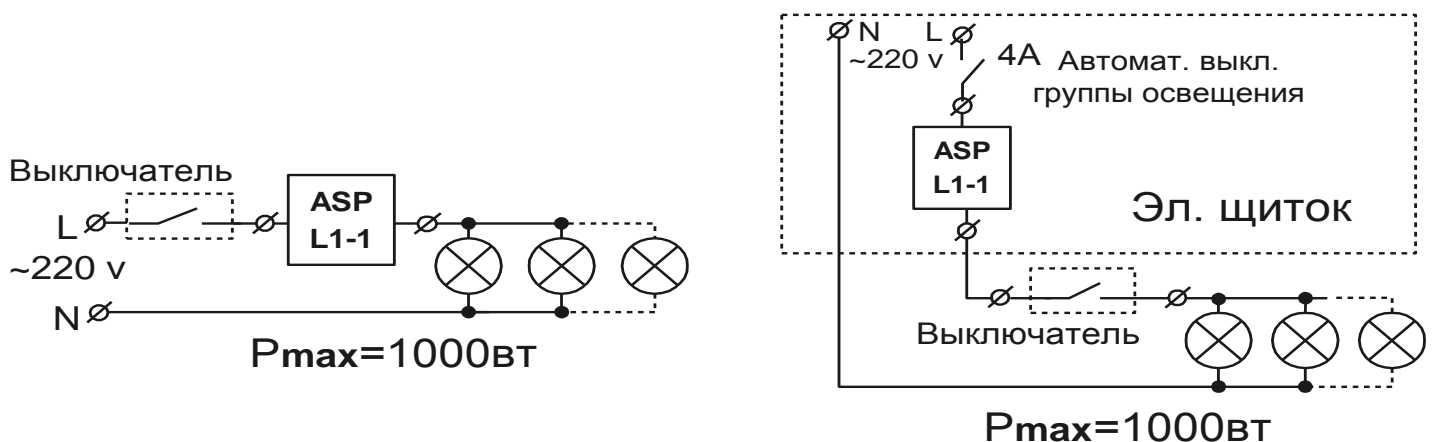 Выключатель
L
~220 v
N
ASP
L1-1
Pmax=1000вт
N L
~220 v
4А Автомат. выкл.
группы освещения
ASP
L1-1
Эл. щиток
Выключатель
Pmax=1000вт